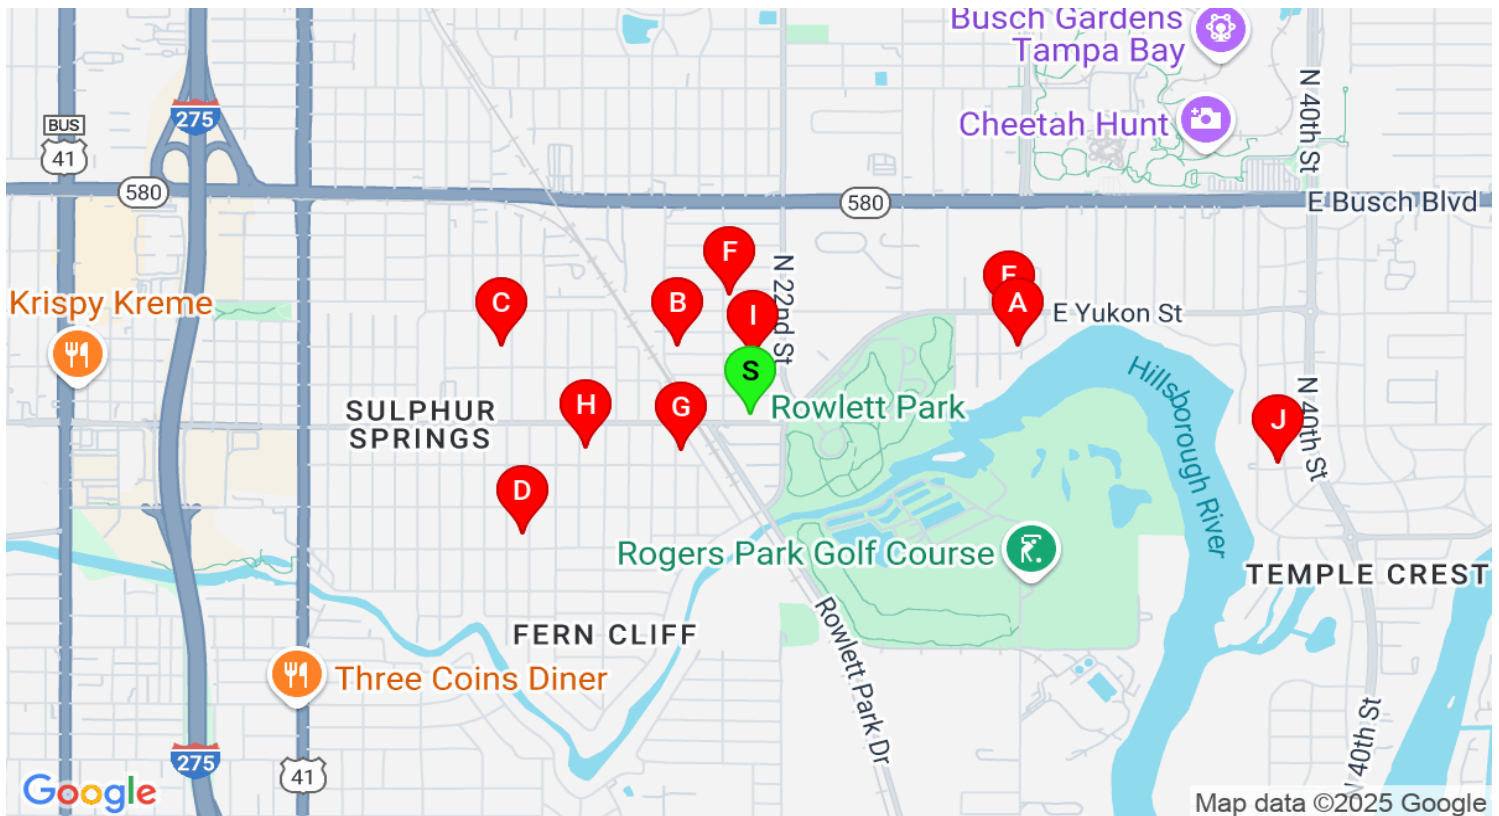 Busch Gardens
Tampa Bay
275
BUS
41
Cheetah Hunt
N 40th St
580
580
E Busch Blvd
F
N 22nd St
E
C
B
I
A
E Yukon St
Krispy Kreme
S
Hillsborough River
N 40th St
SULPHUR
SPRINGS
H
G
Rowlett Park
J
D
Rogers Park Golf Course
TEMPLE CREST
FERN CLIFF
Rowlett Park Dr
Three Coins Diner
N 40th St
275
41
Google
Map data ©2025 Google